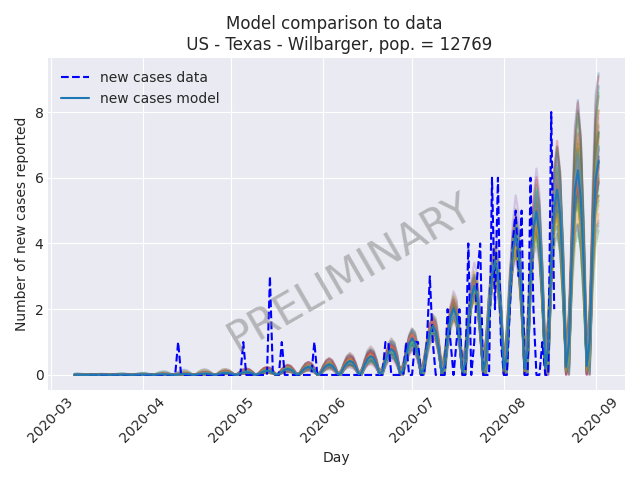 Model comparison to data
US - Texas - Wilbarger, pop. = 12769
new cases data
new cases model
Number of new cases reported
8
6
4
2
0
PRELIMINARY
2020-03
2020-04
2020-05
2020-06
2020-07
2020-08
2020-09
Day